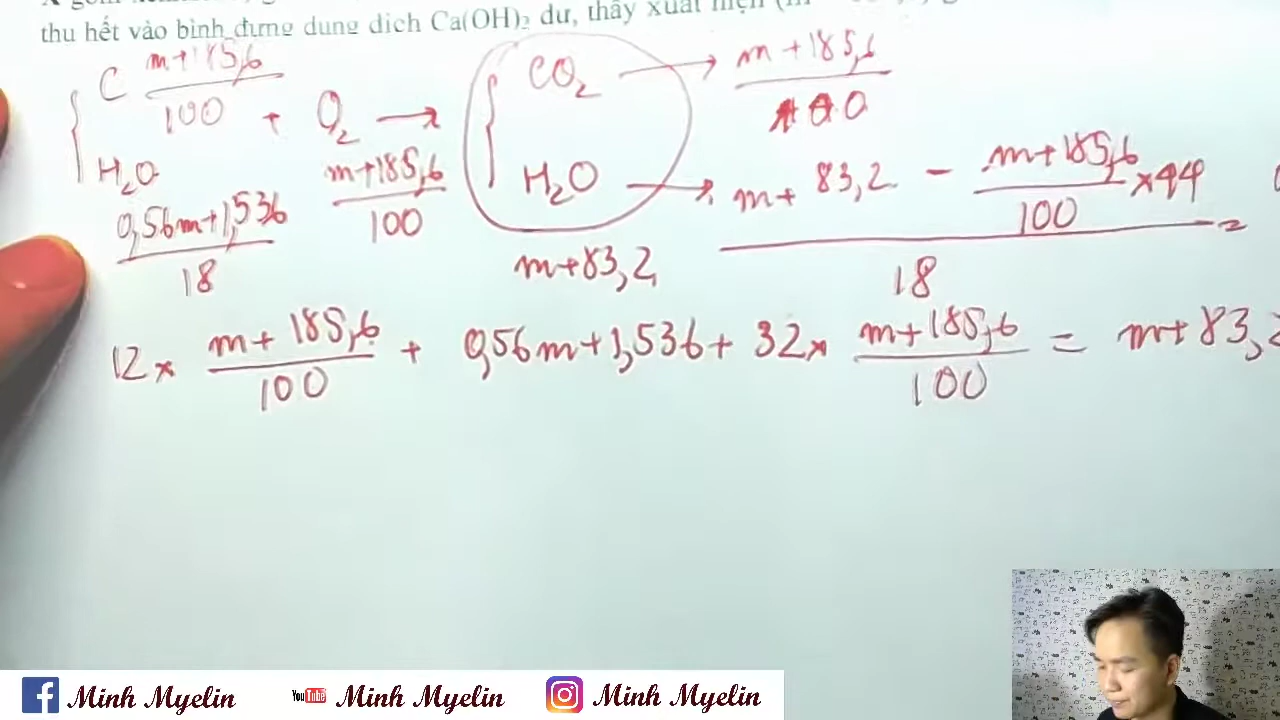 thu hết vào bình đựng dung dịch Ca(OH)₂ dư, thấy xuất hiện (m
C m+185,6/100 + O₂ m+185,6/100 → CO₂ → m+185,6/100
H₂O 0,56m+1,536/18
H₂O → m+83,2 - m+185,6/100 ×44 / 18
m+83,2
12 × m+185,6/100 + 0,56m+1,536 + 32 × m+185,6/100 = m+83,2
Minh Myelin YouTube Minh Myelin Minh Myelin